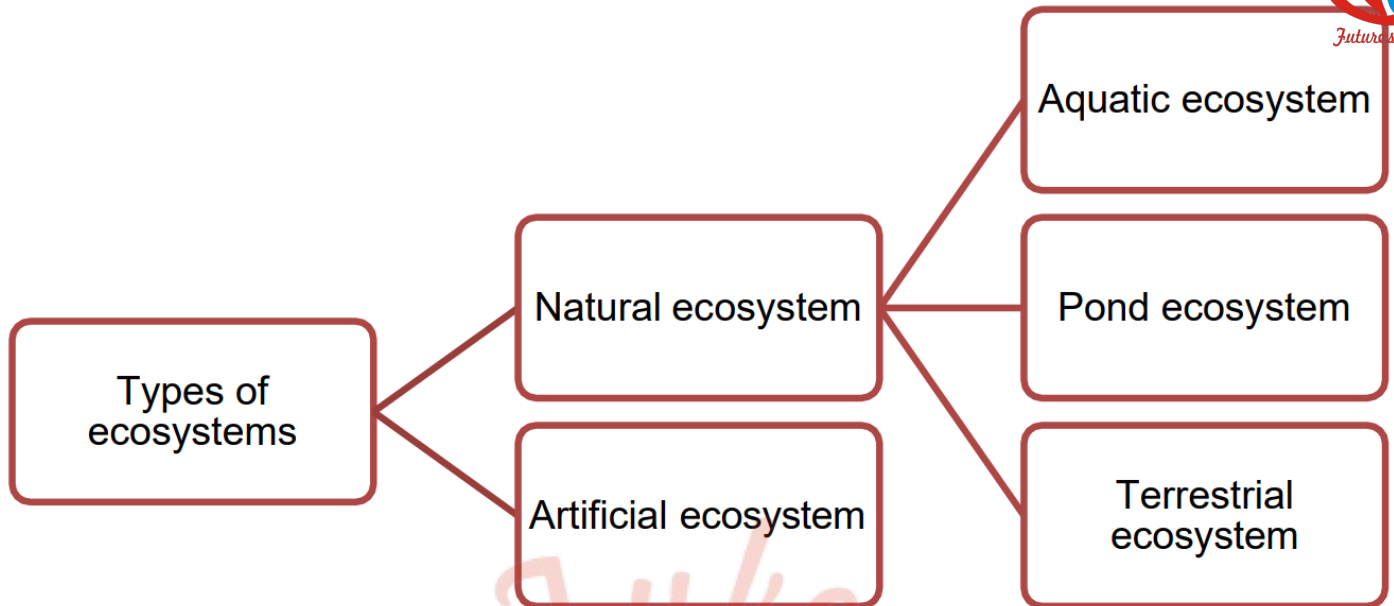 Aquatic ecosystem
Natural ecosystem
Pond ecosystem
Types of
ecosystems
Artificial ecosystem
Terrestrial
ecosystem